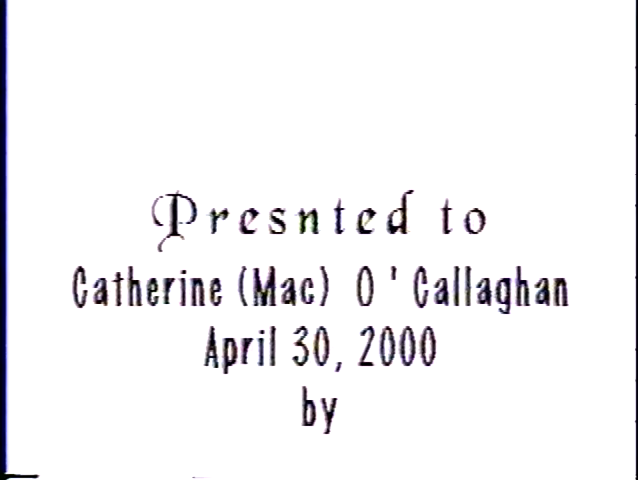 Presnted to
Catherine (Mac) O ' Callaghan
April 30, 2000
by